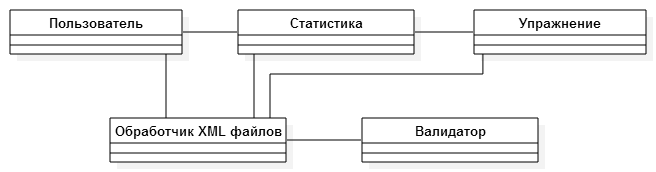 Пользователь
Статистика
Упражнение
Обработчик XML файлов
Валидатор